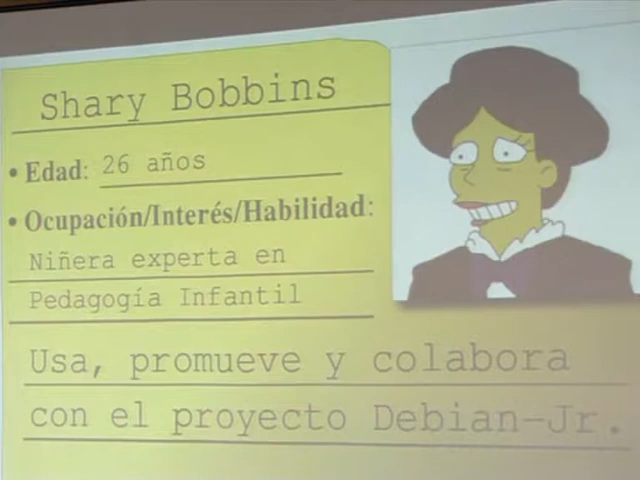 Shary Bobbins
• Edad: 26 años
• Ocupación/Interés/Habilidad:
Niñera experta en
Pedagogía Infantil
Usa, promueve y colabora
con el proyecto Debian-Jr.